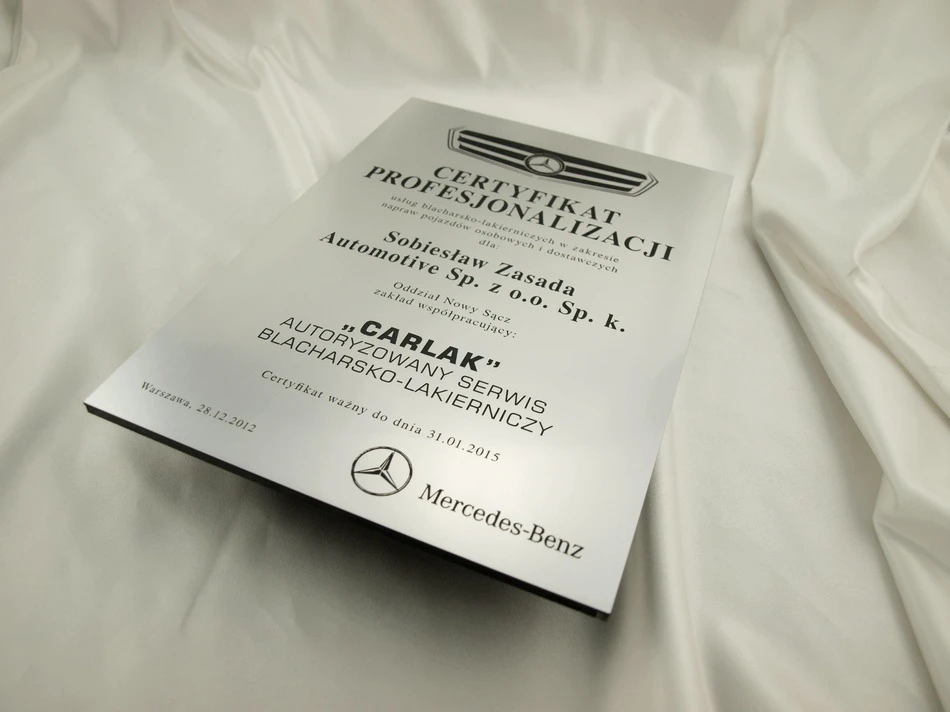 CERTYFIKAT
PROFESJONALIZACJI
usług blacharsko-lakierniczych w zakresie
napraw pojazdów osobowych i dostawczych
dla:
Sobiesław Zasada
Automotive Sp. z o.o. Sp. k.
Oddział Nowy Sącz
zakład współpracujący:
„CARLAK”
AUTORYZOWANY SERWIS
BLACHARSKO-LAKIERNICZY
Certyfikat ważny do dnia 31.01.2015
Warszawa, 28.12.2012
Mercedes-Benz